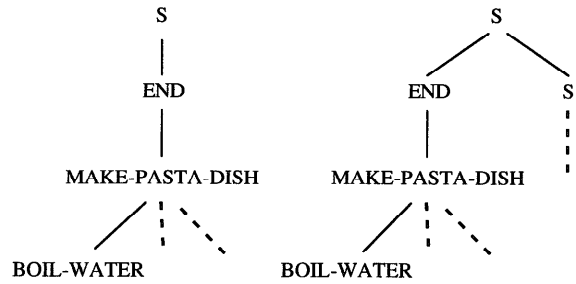 S S
END END S
MAKE-PASTA-DISH MAKE-PASTA-DISH
BOIL-WATER BOIL-WATER